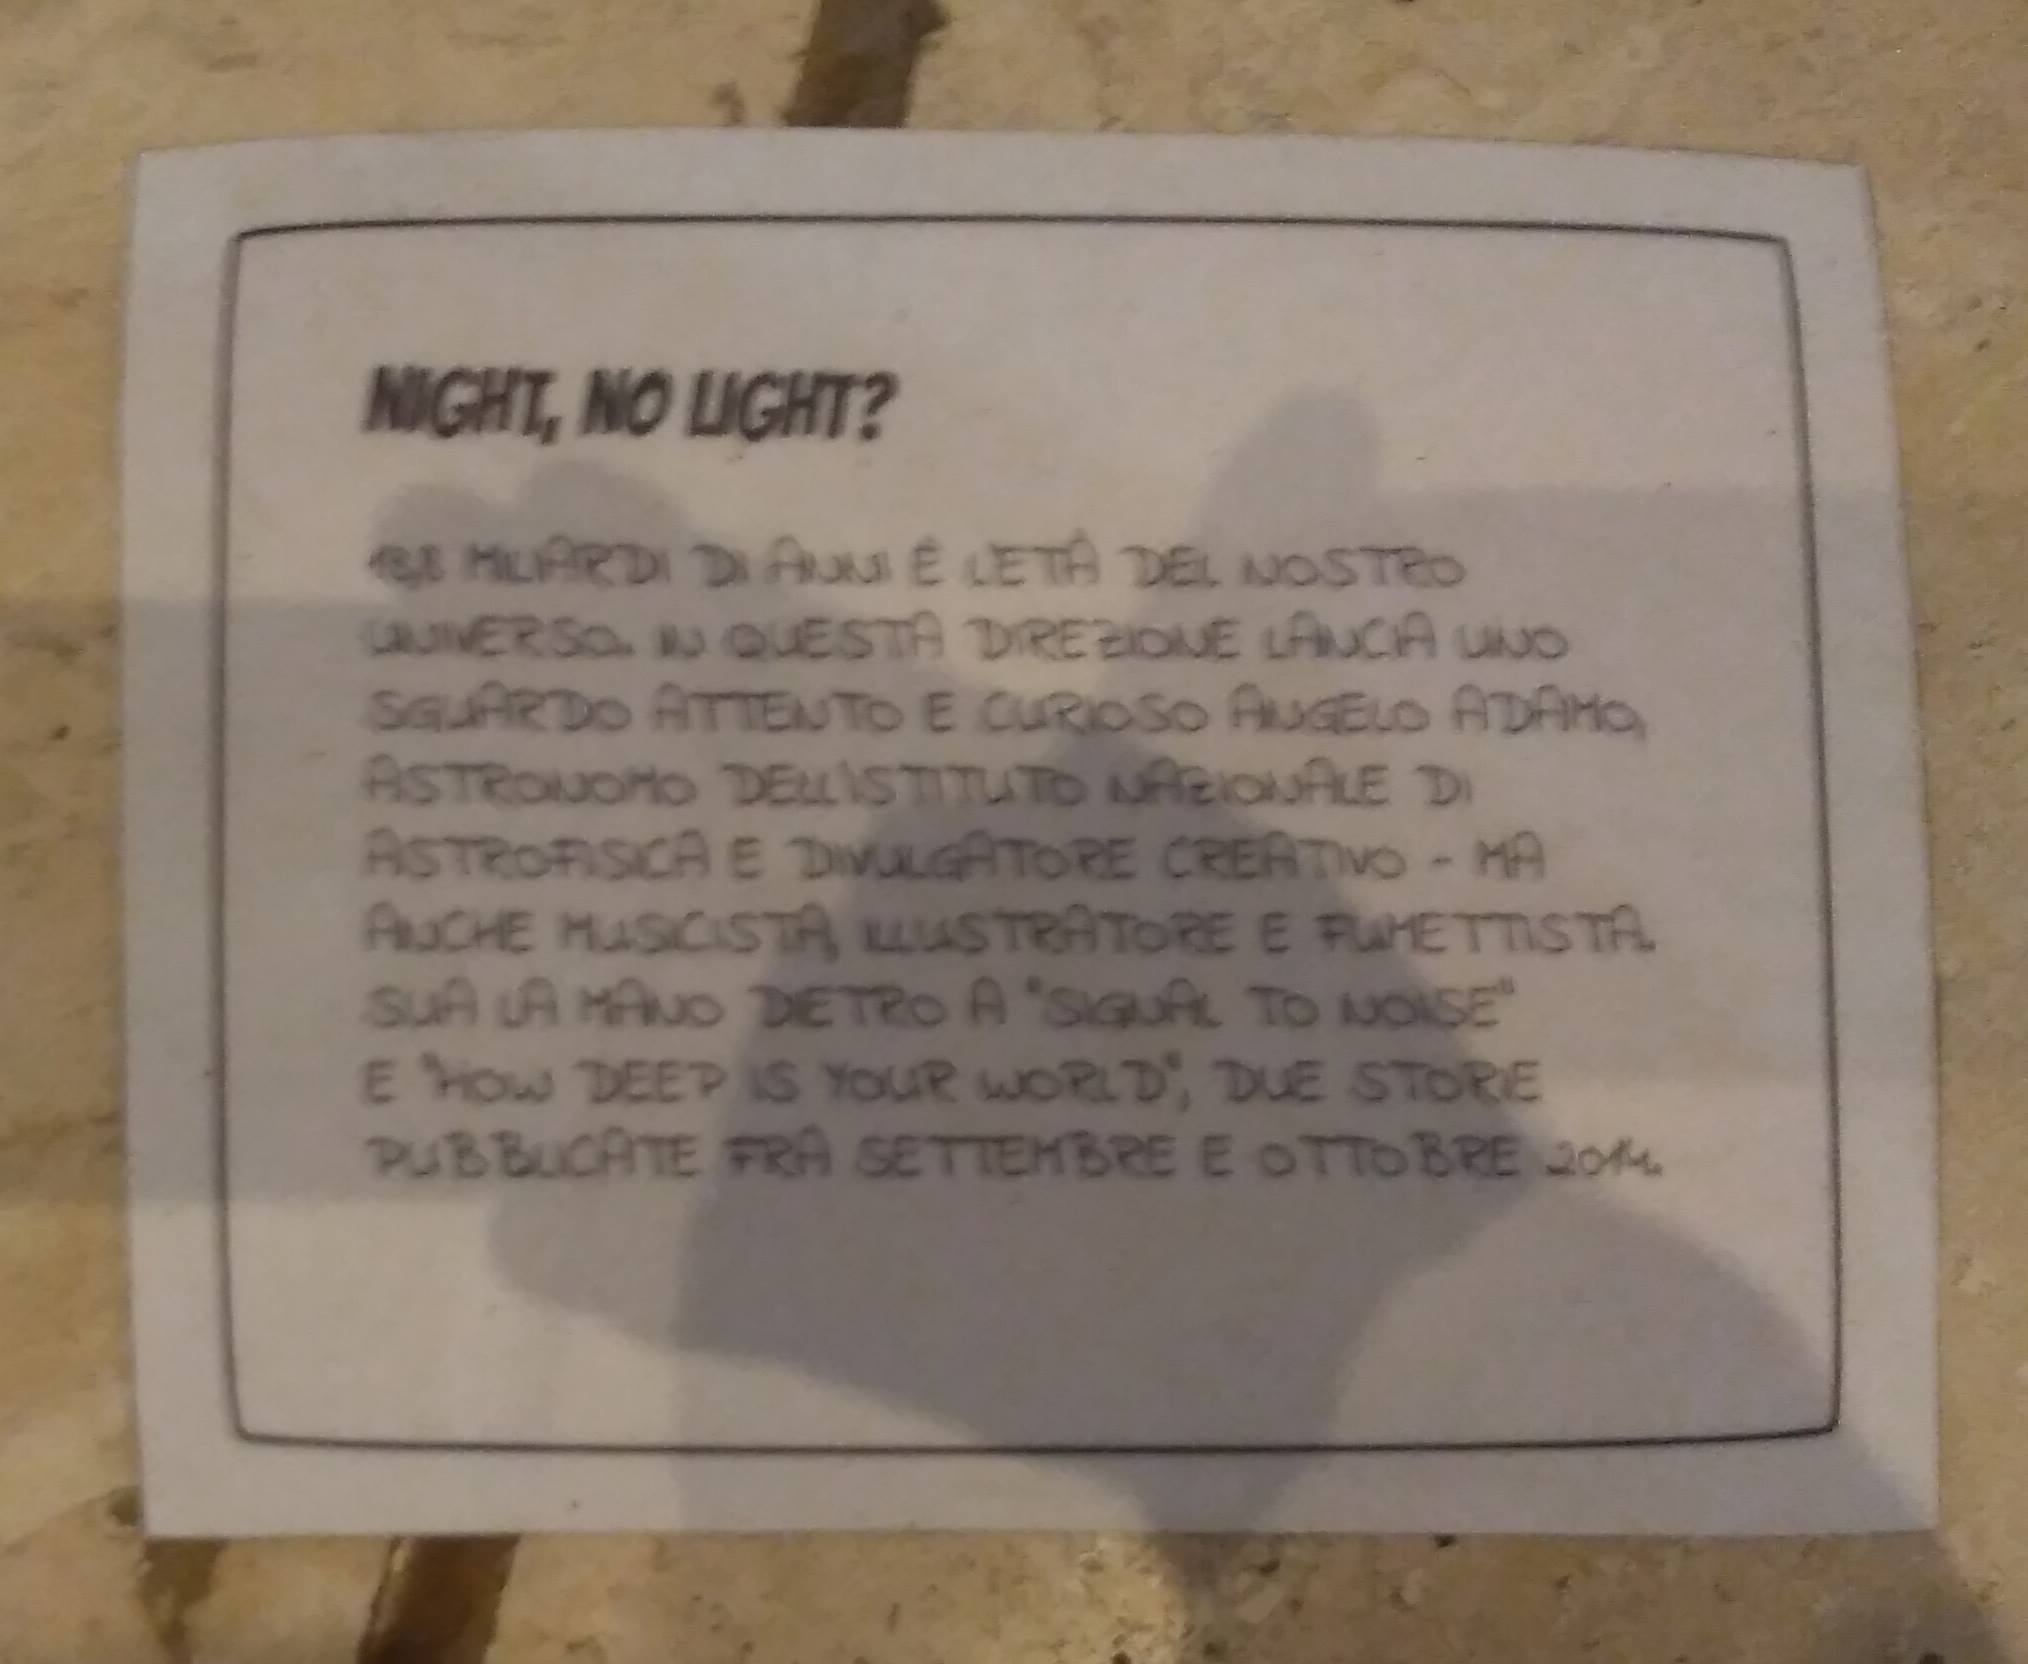 NIGHT, NO LIGHT?
13,8 MILIARDI DI ANNI È L'ETÀ DEL NOSTRO
UNIVERSO. IN QUESTA DIREZIONE LANCIA UNO
SGUARDO ATTENTO E CURIOSO ANGELO ADAMO,
ASTRONOMO DELL'ISTITUTO NAZIONALE DI
ASTROFISICA E DIVULGATORE CREATIVO - MA
ANCHE MUSICISTA, ILLUSTRATORE E FUMETTISTA.
SUA LA MANO DIETRO A "SIGNAL TO NOISE"
E "HOW DEEP IS YOUR WORLD", DUE STORIE
PUBBLICATE FRA SETTEMBRE E OTTOBRE 2014.